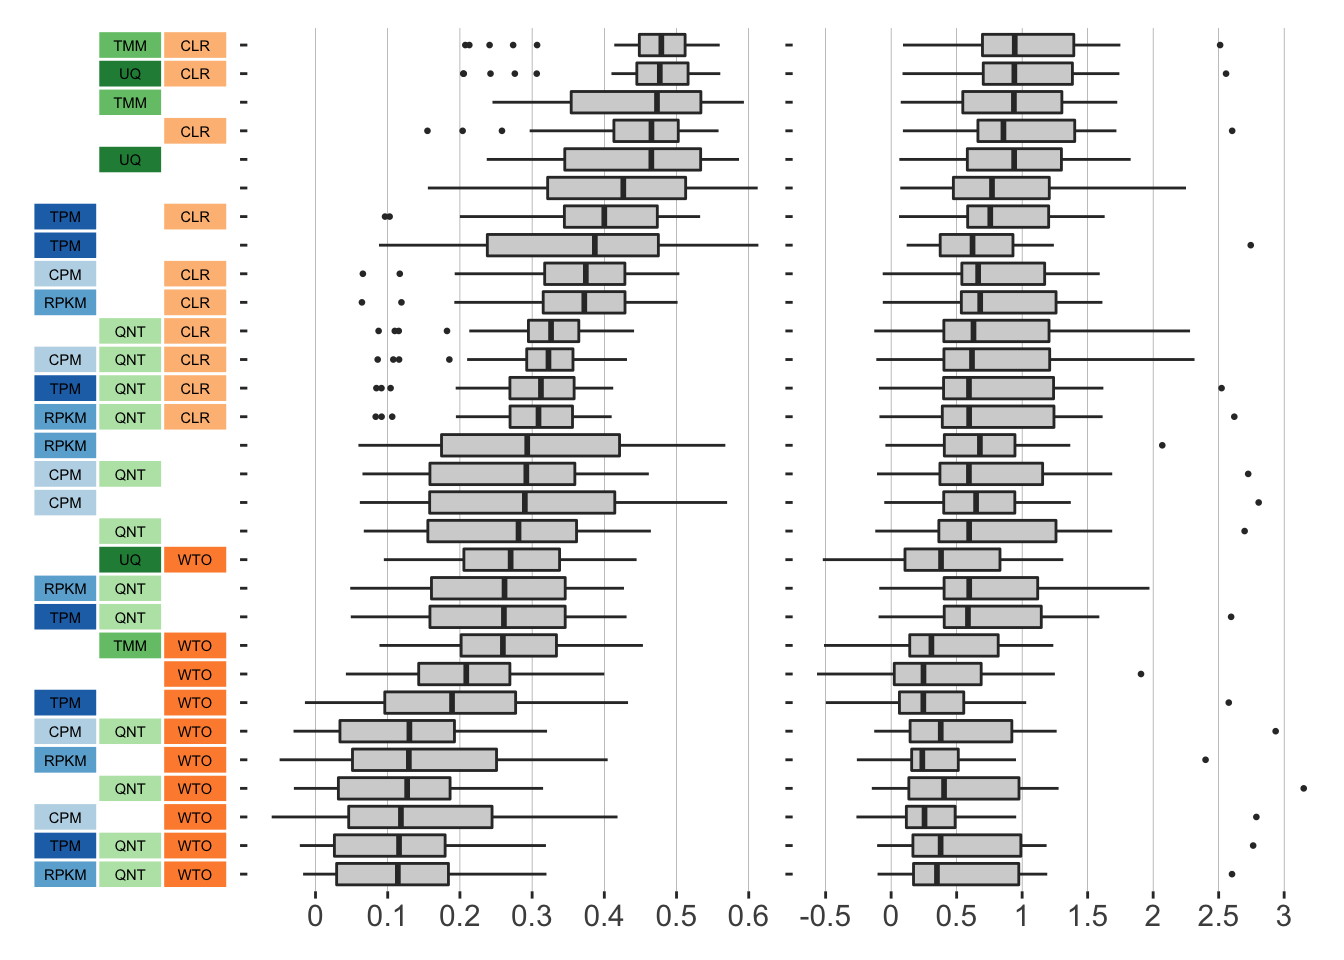 TMM CLR
UQ CLR
TMM
CLR
UQ
TPM CLR
TPM
CPM CLR
RPKM CLR
QNT CLR
CPM QNT CLR
TPM QNT CLR
RPKM QNT CLR
RPKM
CPM QNT
CPM
QNT
UQ WTO
RPKM QNT
TPM QNT
TMM WTO
WTO
TPM WTO
CPM QNT WTO
RPKM WTO
QNT WTO
CPM WTO
TPM QNT WTO
RPKM QNT WTO
0 0.1 0.2 0.3 0.4 0.5 0.6 -0.5 0 0.5 1 1.5 2 2.5 3